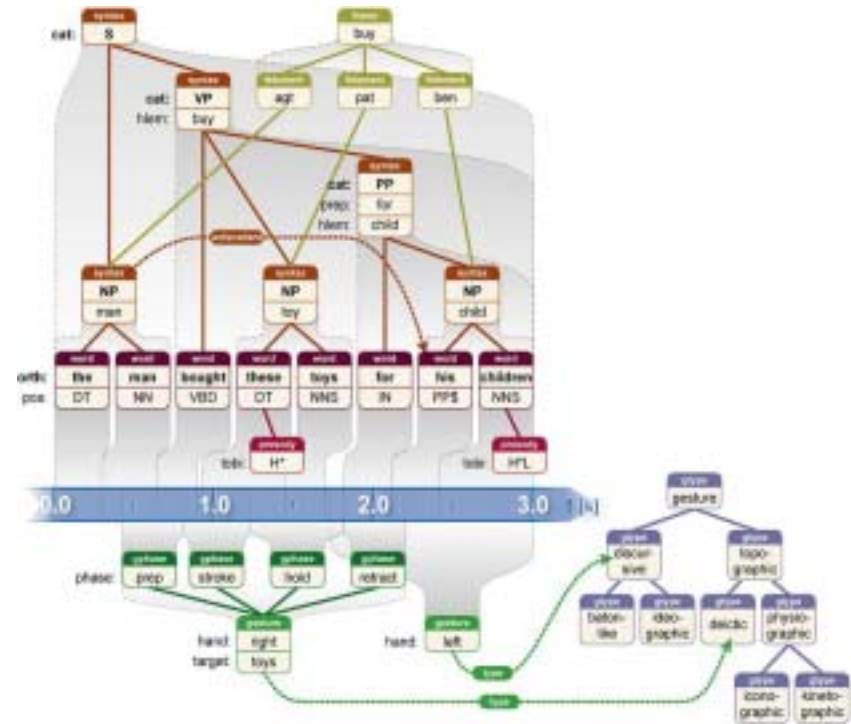 syntax frame
cat: S buy
syntax felement felement felement
cat: VP agt pat ben
hlem: buy
syntax
cat: PP
prep: for
hlem: child
syntax syntax syntax
NP NP NP
man toy child
word word word word word word word word
orth: the man bought these toys for his children
pos DT NN VBD DT NNS IN PP$ NNS
prosody prosody
tobi: H* tobi: H*L
0.0 1.0 2.0 3.0
gtype
gesture
gphase gphase gphase gphase gtype gtype
phase: prep stroke hold retract discur-
sive
topo-
graphic
gtype gtype gtype gtype
baton-
like
ideo-
graphic
deictic
physio-
graphic
gesture gesture
hand: right hand: left
target: toys
type
type
gtype gtype
icono-
graphic
kineto-
graphic